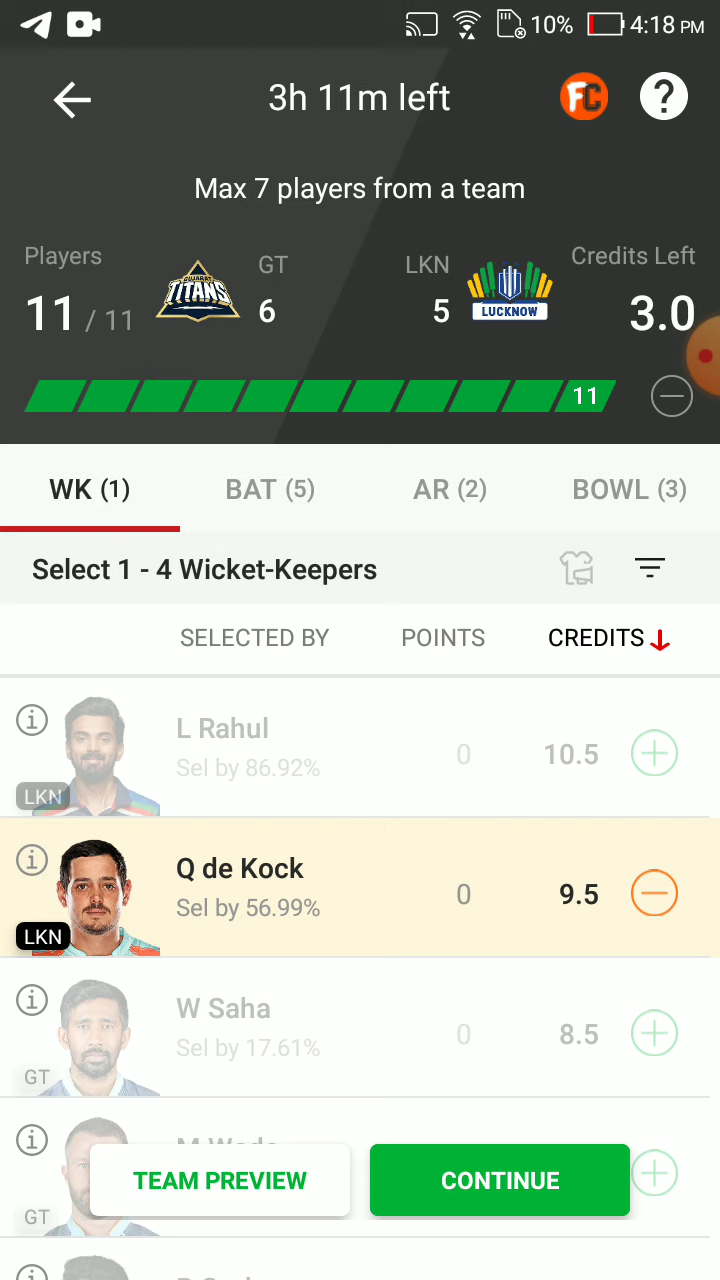 10% 4:18 PM
3h 11m left FC ?
Max 7 players from a team
Players GT LKN Credits Left
11 / 11 GUJARAT TITANS 6 5 LUCKNOW 3.0
11
WK (1) BAT (5) AR (2) BOWL (3)
Select 1 - 4 Wicket-Keepers
SELECTED BY POINTS CREDITS
L Rahul
Sel by 86.92% 0 10.5
LKN
Q de Kock
Sel by 56.99% 0 9.5
LKN
W Saha
Sel by 17.61% 0 8.5
GT
TEAM PREVIEW CONTINUE
GT